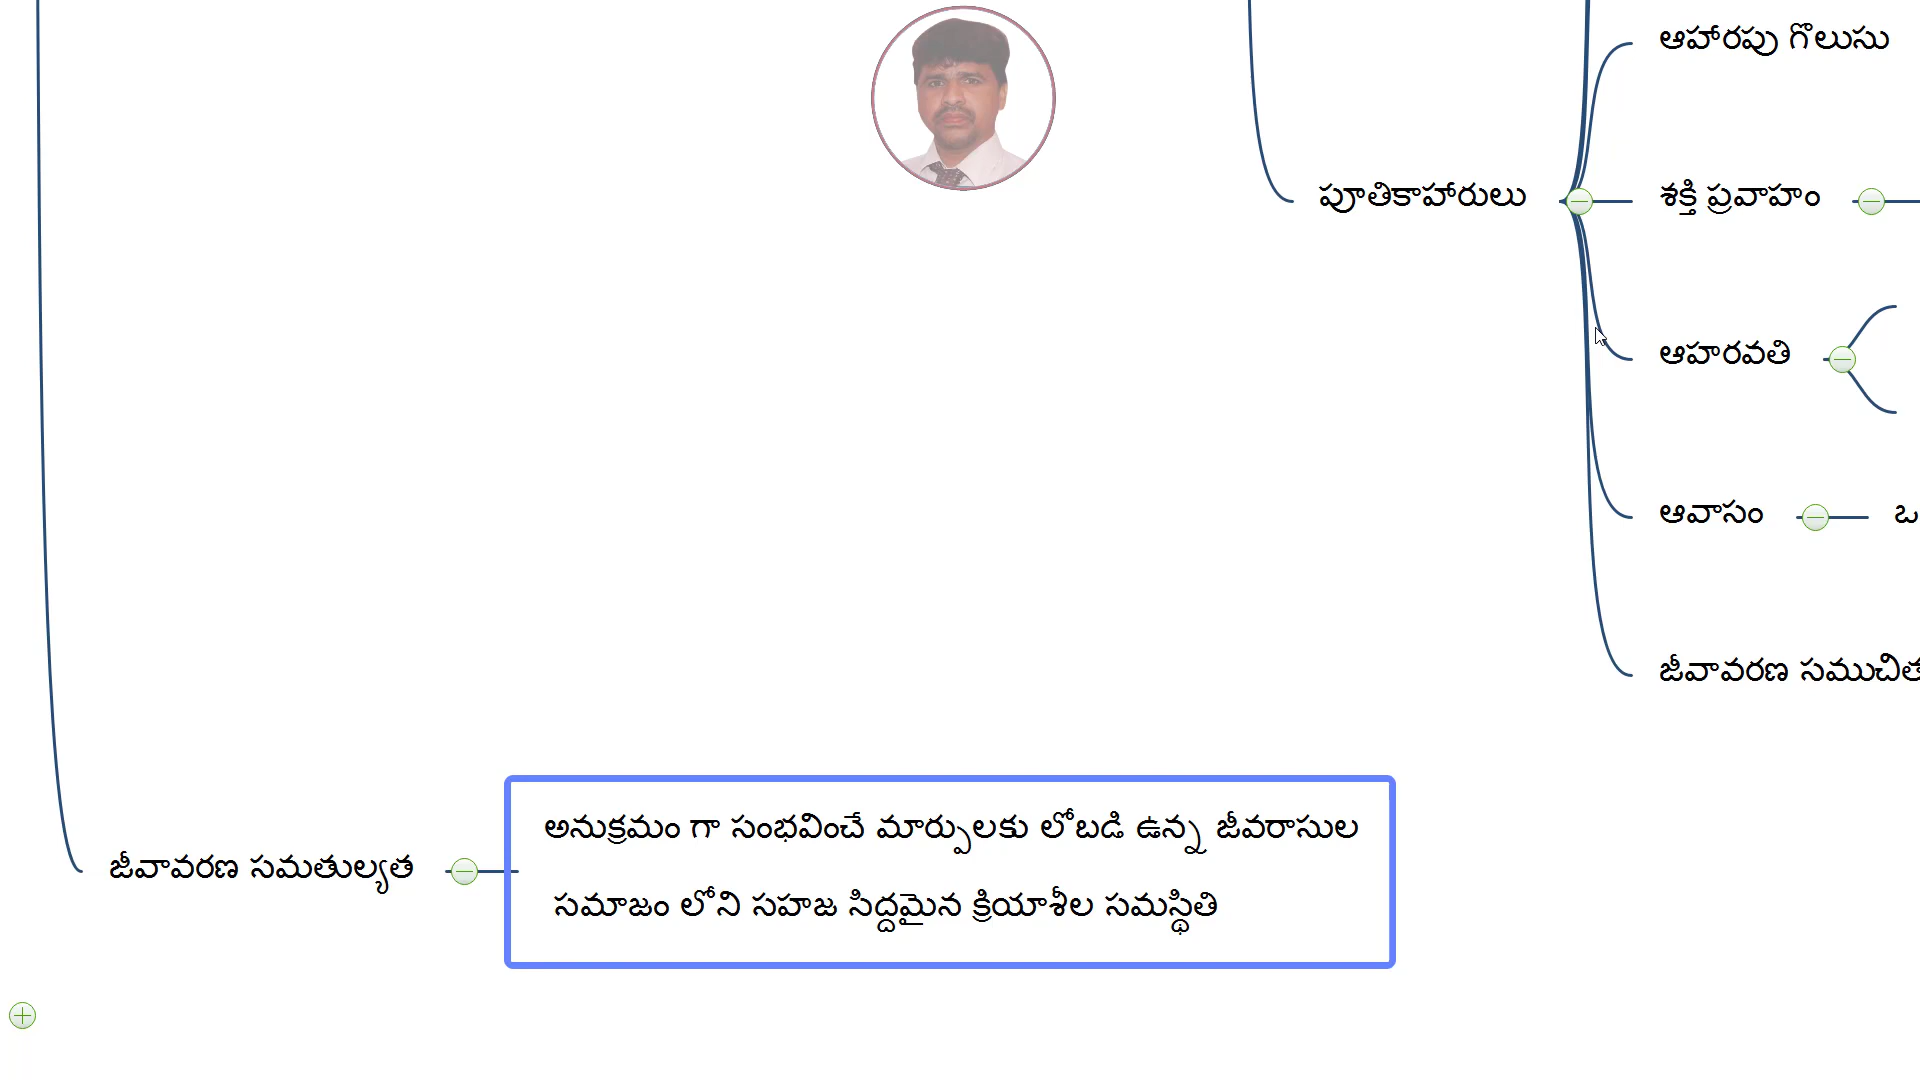 ఆహారపు గొలుసు
పూతికాహారులు
శక్తి ప్రవాహం
ఆహరవతి
ఆవాసం
ఒ
జీవావరణ సముచిత
జీవావరణ సమతుల్యత
అనుక్రమం గా సంభవించే మార్పులకు లోబడి ఉన్న జీవరాసుల
సమాజం లోని సహజ సిద్దమైన క్రియాశీల సమస్థితి